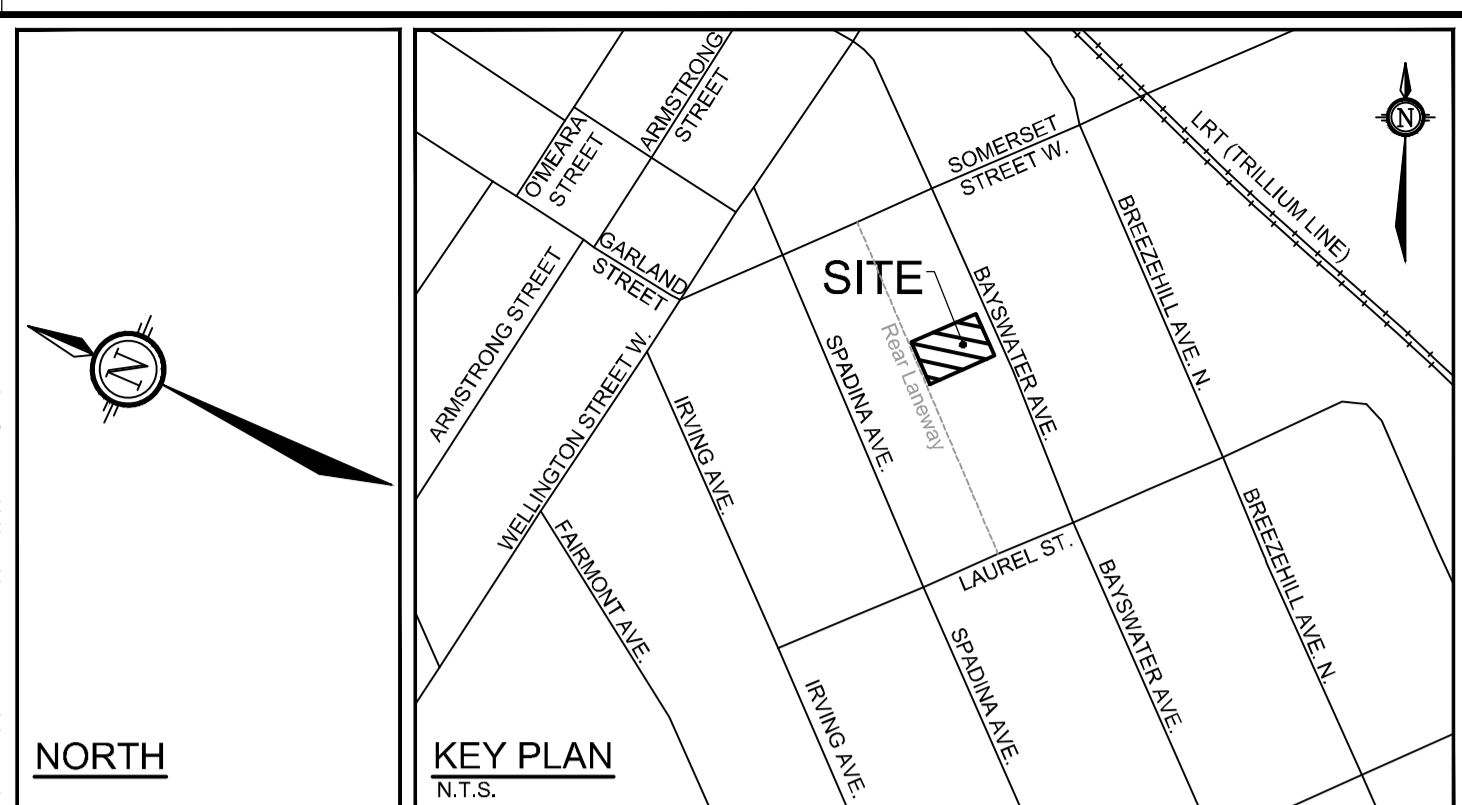 N
NORTH
ARMSTRONG
STREET
O'MEARA
STREET
GARLAND
STREET
ARMSTRONG STREET
WELLINGTON STREET W.
SOMERSET
STREET W.
LRT (TRILLIUM LINE)
N
SITE
BREEZEHILL AVE. N.
BAYSWATER AVE.
Rear Laneway
SPADINA AVE.
IRVING AVE.
FAIRMONT AVE.
LAUREL ST.
BREEZEHILL AVE. N.
BAYSWATER AVE.
SPADINA AVE.
IRVING AVE.
KEY PLAN
N.T.S.